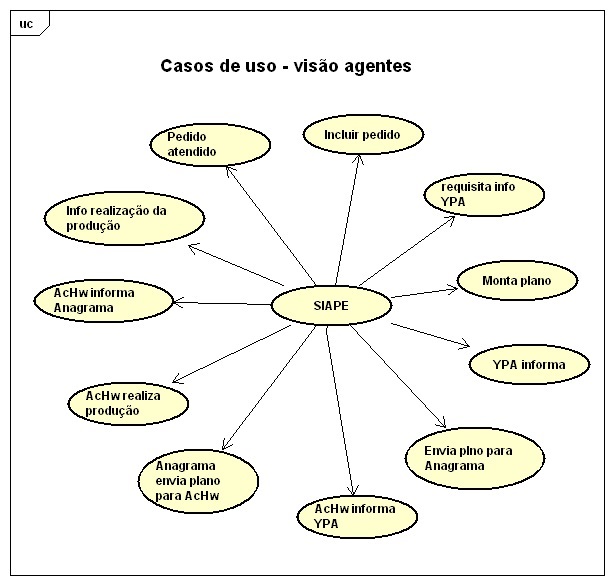 uc
Casos de uso - visão agentes
Pedido
atendido
Incluir pedido
requisita info
YPA
Info realização da
produção
Monta plano
AcHw informa
Anagrama
SIAPE
YPA informa
AcHw realiza
produção
Envia plno para
Anagrama
Anagrama
envia plano
para AcHw
AcHw informa
YPA